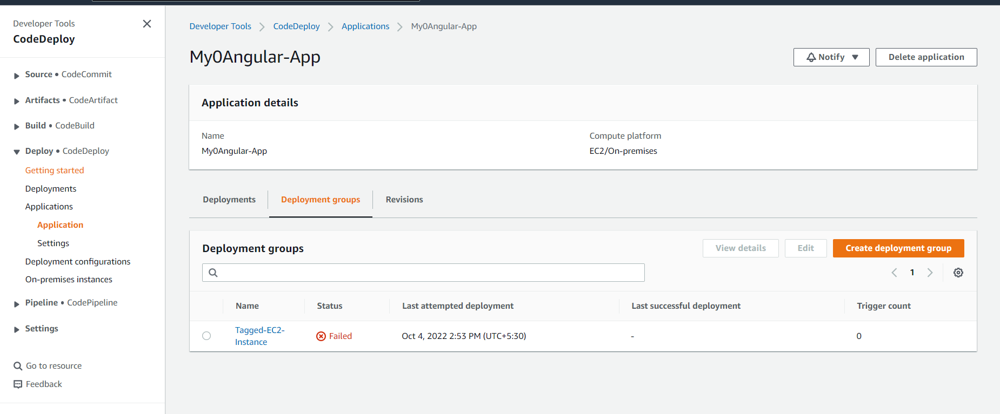 Developer Tools
CodeDeploy
Source • CodeCommit
Artifacts • CodeArtifact
Build • CodeBuild
Deploy • CodeDeploy
Getting started
Deployments
Applications
Application
Settings
Deployment configurations
On-premises instances
Pipeline • CodePipeline
Settings
Go to resource
Feedback
Developer Tools > CodeDeploy > Applications > My0Angular-App
My0Angular-App
Notify
Delete application
Application details
Name
My0Angular-App
Compute platform
EC2/On-premises
Deployments
Deployment groups
Revisions
Deployment groups
View details
Edit
Create deployment group
1
Name Status Last attempted deployment Last successful deployment Trigger count
Tagged-EC2-
Instance
Failed
Oct 4, 2022 2:53 PM (UTC+5:30)
-
0